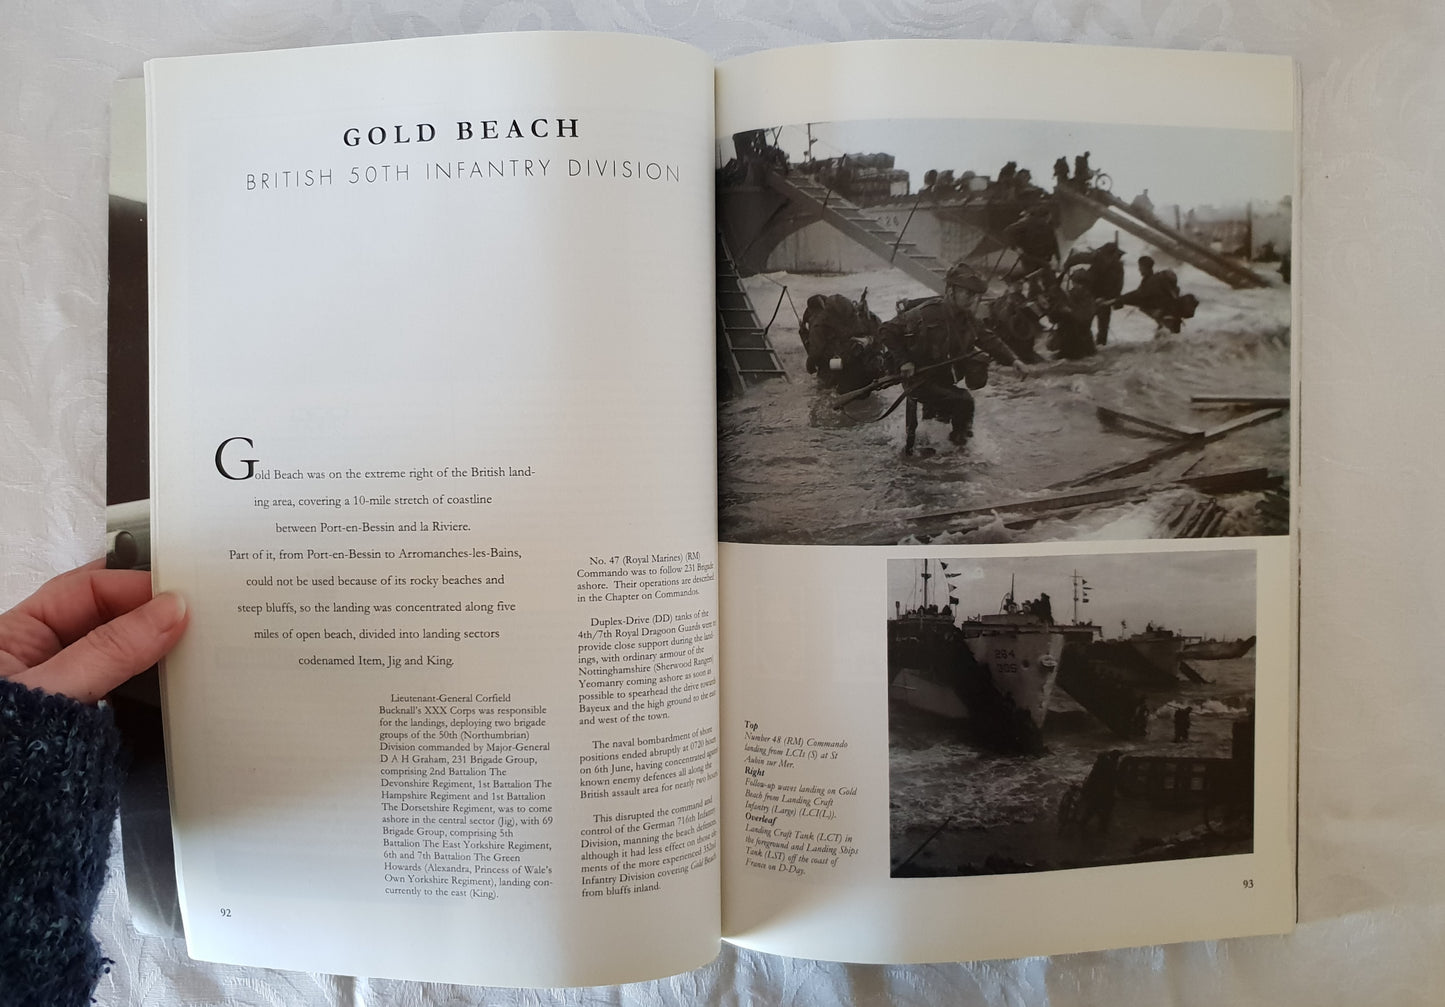 GOLD BEACH
BRITISH 50TH INFANTRY DIVISION
Gold Beach was on the extreme right of the British land-
ing area, covering a 10-mile stretch of coastline
between Port-en-Bessin and la Riviere.
Part of it, from Port-en-Bessin to Arromanches-les-Bains,
could not be used because of its rocky beaches and
steep bluffs, so the landing was concentrated along five
miles of open beach, divided into landing sectors
codenamed Item, Jig and King.
Lieutenant-General Corfield
Bucknall's XXX Corps was responsible
for the landings, deploying two brigade
groups of the 50th (Northumbrian)
Division commanded by Major-General
D A H Graham, 231 Brigade Group,
comprising 2nd Battalion The
Devonshire Regiment, 1st Battalion The
Hampshire Regiment and 1st Battalion
The Dorsetshire Regiment, was to come
ashore in the central sector (Jig), with 69
Brigade Group, comprising 5th
Battalion The East Yorkshire Regiment,
6th and 7th Battalion The Green
Howards (Alexandra, Princess of Wale's
Own Yorkshire Regiment), landing con-
currently to the east (King).
No. 47 (Royal Marines) (RM)
Commando was to follow 231 Brigade
ashore. Their operations are described
in the Chapter on Commandos.
Duplex-Drive (DD) tanks of the
4th/7th Royal Dragoon Guards were to
provide close support during the land-
ings, with ordinary armour of the
Nottinghamshire (Sherwood Rangers)
Yeomanry coming ashore as soon as
possible to spearhead the drive towards
Bayeux and the high ground to the east
and west of the town.
The naval bombardment of shore
positions ended abruptly at 0720 hours
on 6th June, having concentrated against
known enemy defences all along the
British assault area for nearly two hours
This disrupted the command and
control of the German 716th Infantry
Division, manning the beach defences,
although it had less effect on those ele-
ments of the more experienced 352nd
Infantry Division covering Gold Beach
from bluffs inland.
92
26
264
305
Top
Number 48 (RM) Commando
landing from LCIs (S) at St
Aubin sur Mer.
Right
Follow-up waves landing on Gold
Beach from Landing Craft
Infantry (Large) (LCI(L)).
Overleaf
Landing Craft Tank (LCT) in
the foreground and Landing Ships
Tank (LST) off the coast of
France on D-Day.
93